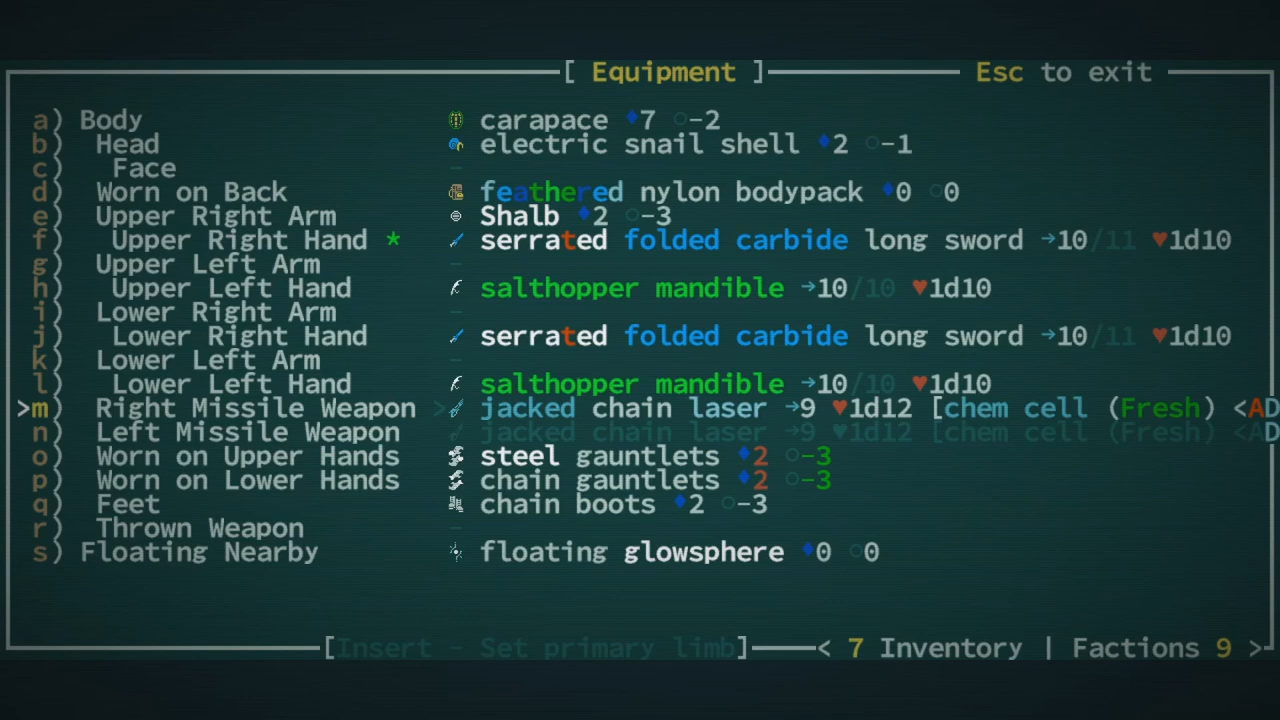 [ Equipment ] Esc to exit
a) Body carapace ♦7 ○-2
b) Head electric snail shell ♦2 ○-1
c) Face –
d) Worn on Back feathered nylon bodypack ♦0 ○0
e) Upper Right Arm Shalb ♦2 ○-3
f) Upper Right Hand * serrated folded carbide long sword →10/11 ♥1d10
g) Upper Left Arm –
h) Upper Left Hand salthopper mandible →10/10 ♥1d10
i) Lower Right Arm –
j) Lower Right Hand serrated folded carbide long sword →10/11 ♥1d10
k) Lower Left Arm –
l) Lower Left Hand salthopper mandible →10/10 ♥1d10
>m) Right Missile Weapon > jacked chain laser →9 ♥1d12 [chem cell (Fresh) <AD
n) Left Missile Weapon jacked chain laser →9 ♥1d12 [chem cell (Fresh) <AD
o) Worn on Upper Hands steel gauntlets ♦2 ○-3
p) Worn on Lower Hands chain gauntlets ♦2 ○-3
q) Feet chain boots ♦2 ○-3
r) Thrown Weapon –
s) Floating Nearby floating glowsphere ♦0 ○0
[Insert - Set primary limb] < 7 Inventory | Factions 9 >